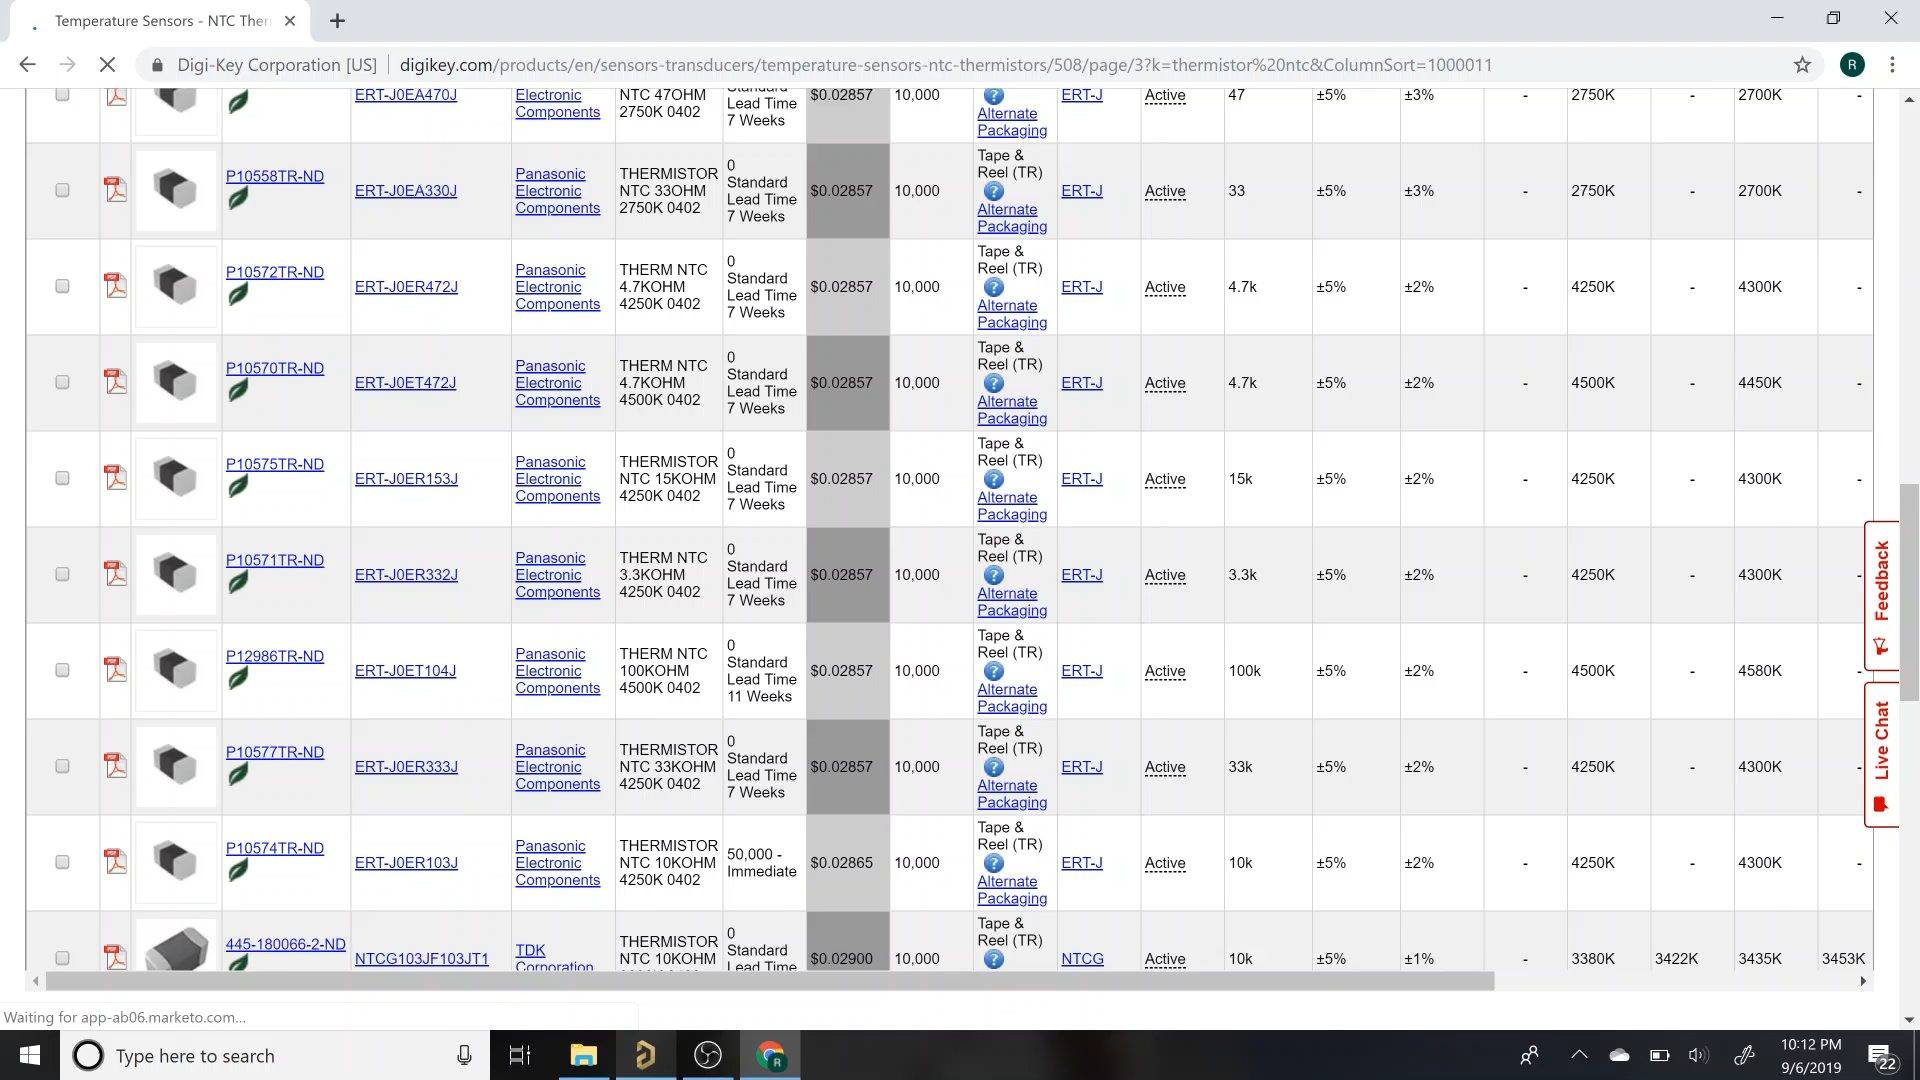 Temperature Sensors - NTC Ther
Digi-Key Corporation [US]
digikey.com/products/en/sensors-transducers/temperature-sensors-ntc-thermistors/508/page/3?k=thermistor%20ntc&ColumnSort=1000011
R
ERT-J0EA470J
Electronic
Components
NTC 47OHM
2750K 0402
Standard
Lead Time
7 Weeks
$0.02857
10,000
Alternate
Packaging
ERT-J
Active
47
±5%
±3%
-
2750K
-
2700K
-
P10558TR-ND
ERT-J0EA330J
Panasonic
Electronic
Components
THERMISTOR
NTC 33OHM
2750K 0402
0
Standard
Lead Time
7 Weeks
$0.02857
10,000
Tape &
Reel (TR)
Alternate
Packaging
ERT-J
Active
33
±5%
±3%
-
2750K
-
2700K
-
P10572TR-ND
ERT-J0ER472J
Panasonic
Electronic
Components
THERM NTC
4.7KOHM
4250K 0402
0
Standard
Lead Time
7 Weeks
$0.02857
10,000
Tape &
Reel (TR)
Alternate
Packaging
ERT-J
Active
4.7k
±5%
±2%
-
4250K
-
4300K
-
P10570TR-ND
ERT-J0ET472J
Panasonic
Electronic
Components
THERM NTC
4.7KOHM
4500K 0402
0
Standard
Lead Time
7 Weeks
$0.02857
10,000
Tape &
Reel (TR)
Alternate
Packaging
ERT-J
Active
4.7k
±5%
±2%
-
4500K
-
4450K
-
P10575TR-ND
ERT-J0ER153J
Panasonic
Electronic
Components
THERMISTOR
NTC 15KOHM
4250K 0402
0
Standard
Lead Time
7 Weeks
$0.02857
10,000
Tape &
Reel (TR)
Alternate
Packaging
ERT-J
Active
15k
±5%
±2%
-
4250K
-
4300K
-
P10571TR-ND
ERT-J0ER332J
Panasonic
Electronic
Components
THERM NTC
3.3KOHM
4250K 0402
0
Standard
Lead Time
7 Weeks
$0.02857
10,000
Tape &
Reel (TR)
Alternate
Packaging
ERT-J
Active
3.3k
±5%
±2%
-
4250K
-
4300K
-
P12986TR-ND
ERT-J0ET104J
Panasonic
Electronic
Components
THERM NTC
100KOHM
4500K 0402
0
Standard
Lead Time
11 Weeks
$0.02857
10,000
Tape &
Reel (TR)
Alternate
Packaging
ERT-J
Active
100k
±5%
±2%
-
4500K
-
4580K
-
P10577TR-ND
ERT-J0ER333J
Panasonic
Electronic
Components
THERMISTOR
NTC 33KOHM
4250K 0402
0
Standard
Lead Time
7 Weeks
$0.02857
10,000
Tape &
Reel (TR)
Alternate
Packaging
ERT-J
Active
33k
±5%
±2%
-
4250K
-
4300K
-
P10574TR-ND
ERT-J0ER103J
Panasonic
Electronic
Components
THERMISTOR
NTC 10KOHM
4250K 0402
50,000 -
Immediate
$0.02865
10,000
Tape &
Reel (TR)
Alternate
Packaging
ERT-J
Active
10k
±5%
±2%
-
4250K
-
4300K
-
445-180066-2-ND
NTCG103JF103JT1
TDK
Corporation
THERMISTOR
NTC 10KOHM
0
Standard
Lead Time
$0.02900
10,000
Tape &
Reel (TR)
NTCG
Active
10k
±5%
±1%
-
3380K
3422K
3435K
3453K
Feedback
Live Chat
Waiting for app-ab06.marketo.com...
Type here to search
10:12 PM
9/6/2019
22